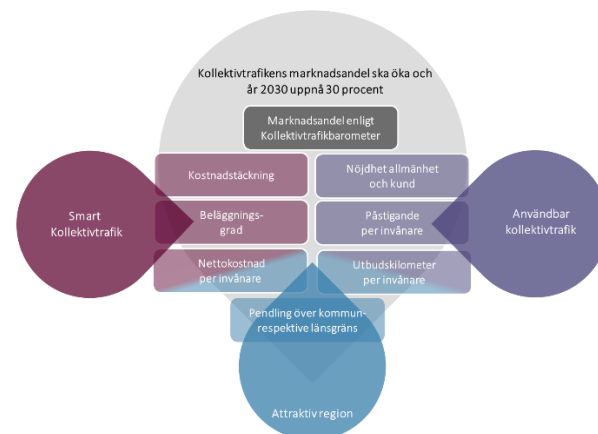 Kollektivtrafikens marknadsandel ska öka och
år 2030 uppnå 30 procent
Marknadsandel enligt
Kollektivtrafikbarometer
Kostnadstäckning
Nöjdhet allmänhet
och kund
Smart
Kollektivtrafik
Beläggnings-
grad
Påstigande
per invånare
Användbar
kollektivtrafik
Nettokostnad
per invånare
Utbudskilometer
per invånare
Pendling över kommun-
respektive länsgräns
Attraktiv region